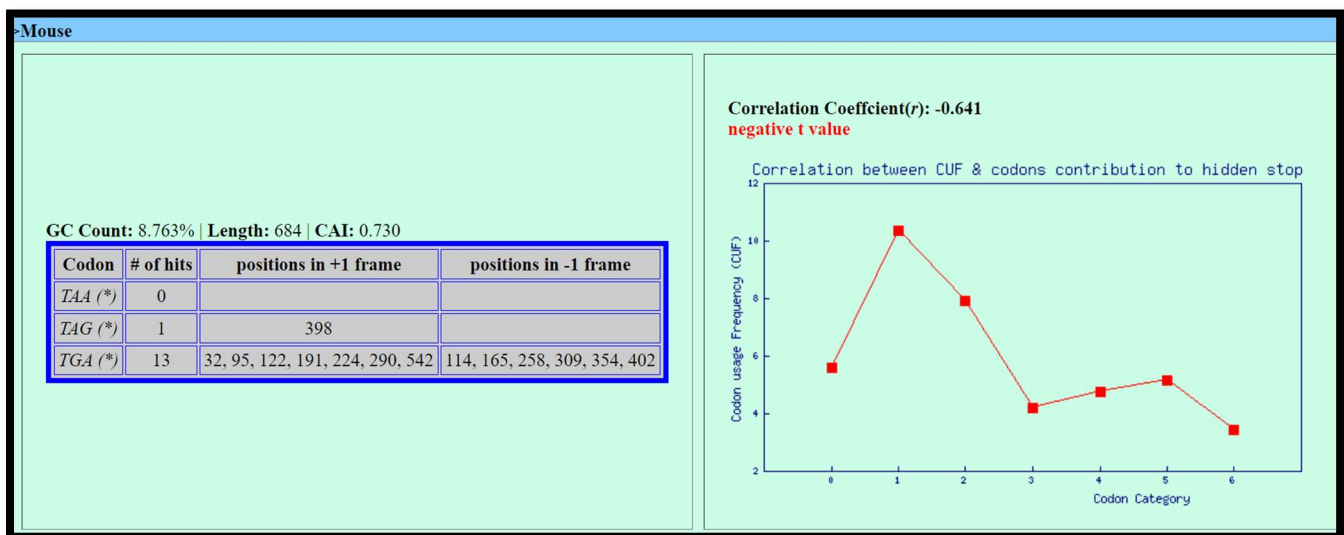 >Mouse
GC Count: 8.763% | Length: 684 | CAI: 0.730
Codon # of hits positions in +1 frame positions in -1 frame
TAA (*) 0
TAG (*) 1 398
TGA (*) 13 32, 95, 122, 191, 224, 290, 542 114, 165, 258, 309, 354, 402
Correlation Coeffcient(r): -0.641
negative t value
Correlation between CUF & codons contribution to hidden stop
Codon usage Frequency (CUF)
12
10
8
6
4
2
0 1 2 3 4 5 6
Codon Category